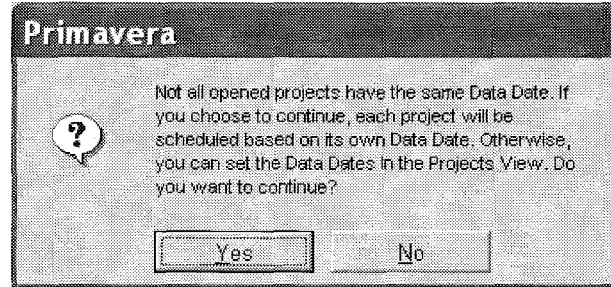 Primavera
Not all opened projects have the same Data Date. If
you choose to continue, each project will be
scheduled based on its own Data Date. Otherwise,
you can set the Data Dates in the Projects View. Do
you want to continue?
?
Yes
No